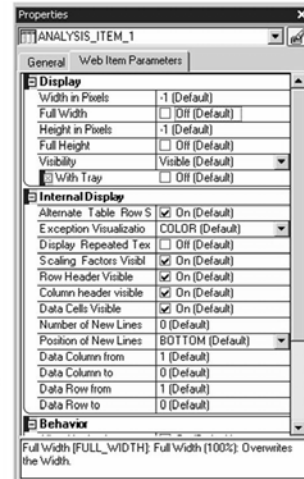 Properties
ANALYSIS_ITEM_1
General Web Item Parameters
Display
Width in Pixels -1 (Default)
Full Width Off (Default)
Height in Pixels -1 (Default)
Full Height Off (Default)
Visibility Visible (Default)
With Tray Off (Default)
Internal Display
Alternate Table Row S On (Default)
Exception Visualizatio COLOR (Default)
Display Repeated Tex Off (Default)
Scaling Factors Visibl On (Default)
Row Header Visible On (Default)
Column header visible On (Default)
Data Cells Visible On (Default)
Number of New Lines 0 (Default)
Position of New Lines BOTTOM (Default)
Data Column from 1 (Default)
Data Column to 0 (Default)
Data Row from 1 (Default)
Data Row to 0 (Default)
Behavior
Full Width [FULL_WIDTH]: Full Width (100%): Overwrites
the Width.